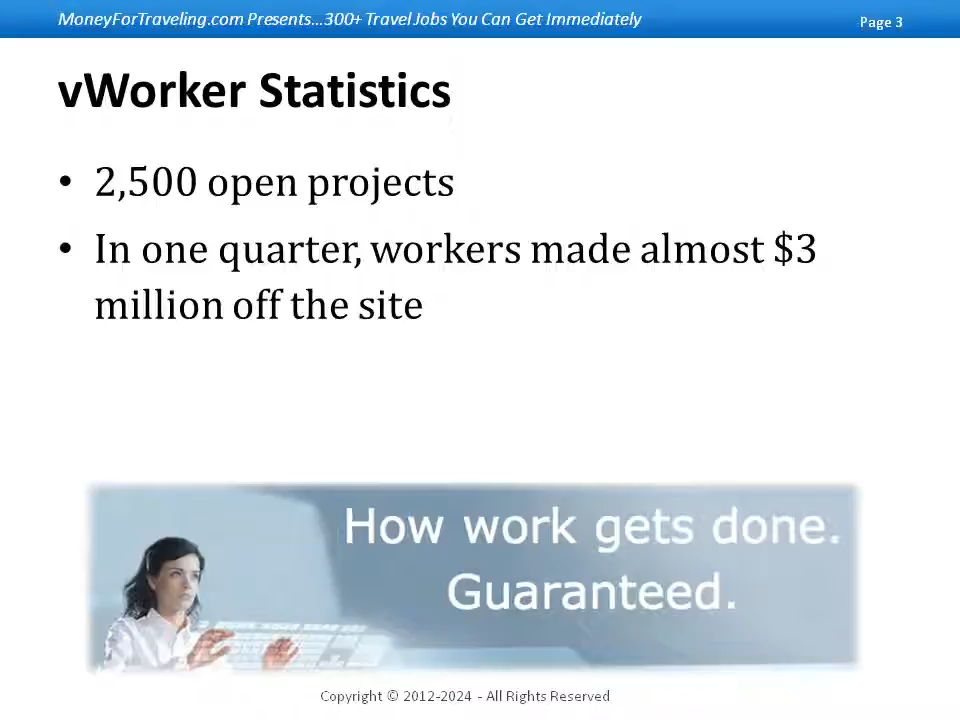 MoneyForTraveling.com Presents…300+ Travel Jobs You Can Get Immediately
Page 3
vWorker Statistics
• 2,500 open projects
• In one quarter, workers made almost $3
million off the site
How work gets done.
Guaranteed.
Copyright © 2012-2024 - All Rights Reserved